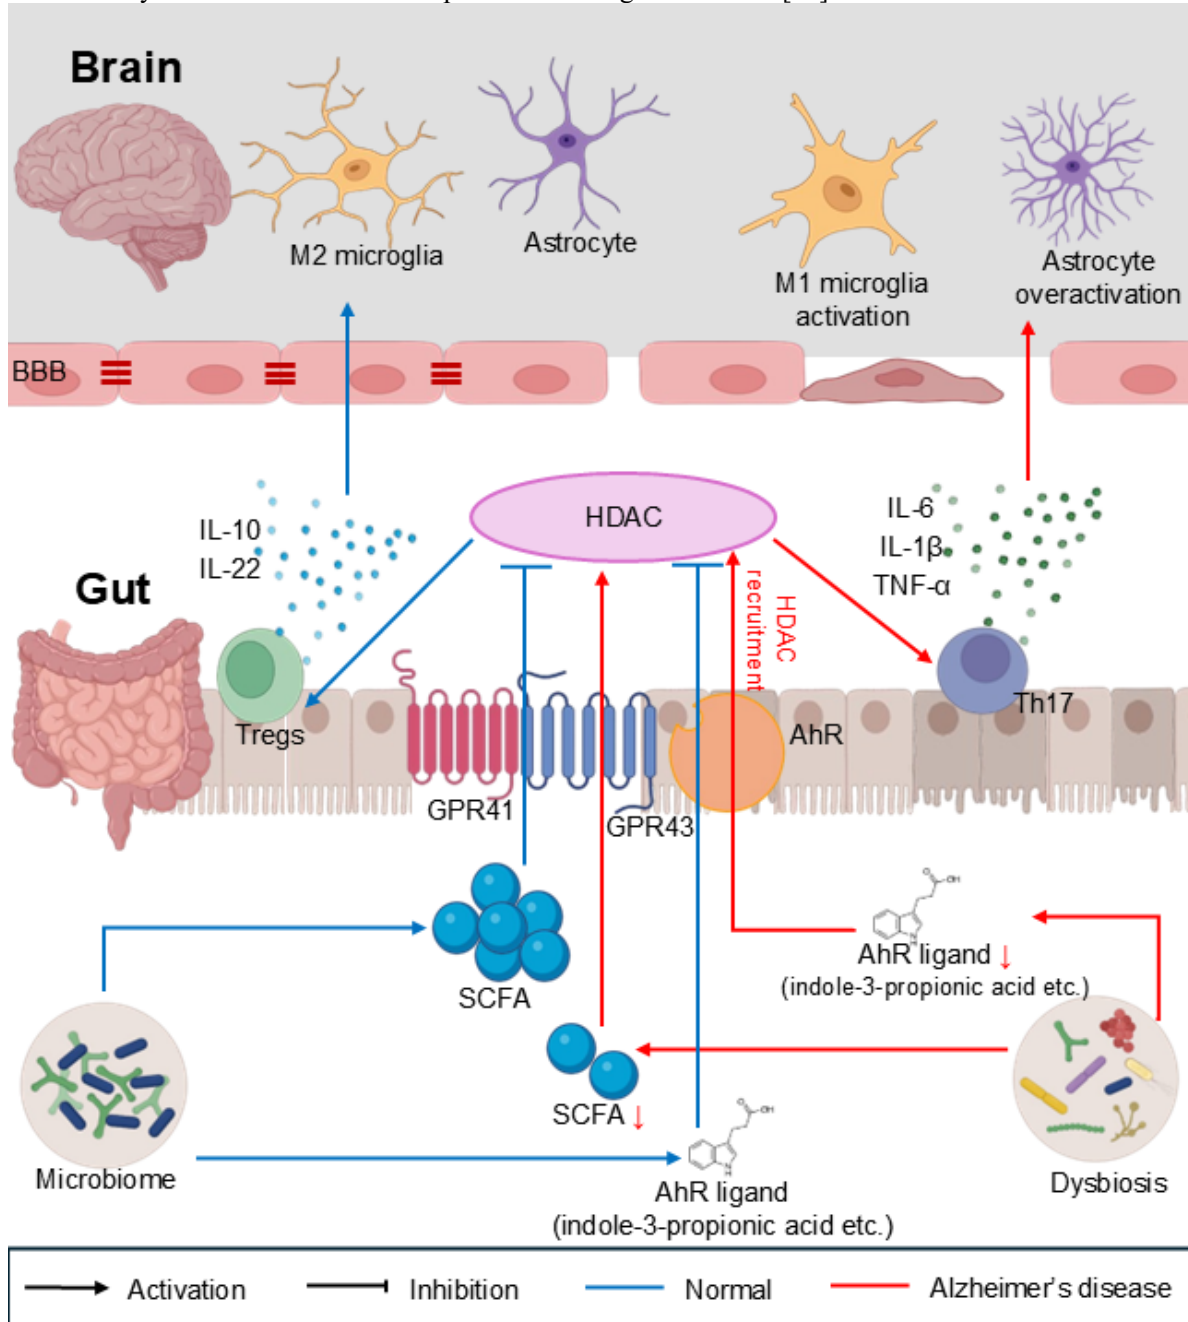 Brain
M2 microglia
Astrocyte
M1 microglia
activation
Astrocyte
overactivation
BBB
HDAC
IL-10
IL-22
IL-6
IL-1β
TNF-α
Gut
HDAC
recruitment
Tregs
Th17
AhR
GPR41
GPR43
OH
O
N
H
AhR ligand ↓
(indole-3-propionic acid etc.)
SCFA
SCFA ↓
O
OH
N
H
Microbiome
AhR ligand
(indole-3-propionic acid etc.)
Dysbiosis
Activation
Inhibition
Normal
Alzheimer's disease